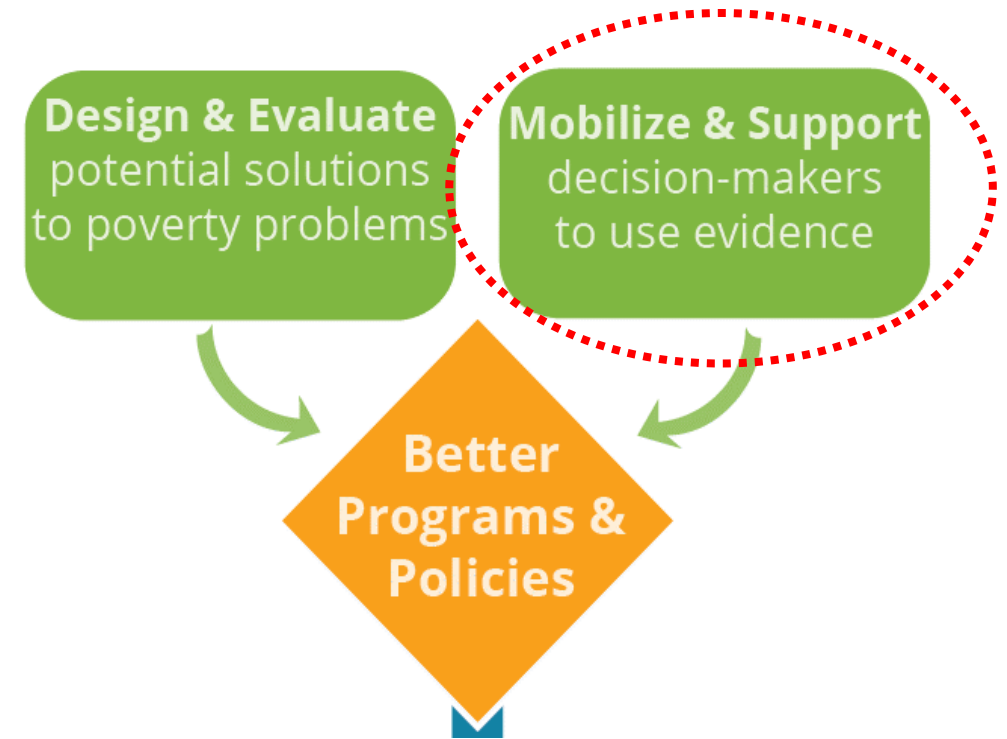 Design & Evaluate
potential solutions
to poverty problems
Mobilize & Support
decision-makers
to use evidence
Better
Programs &
Policies